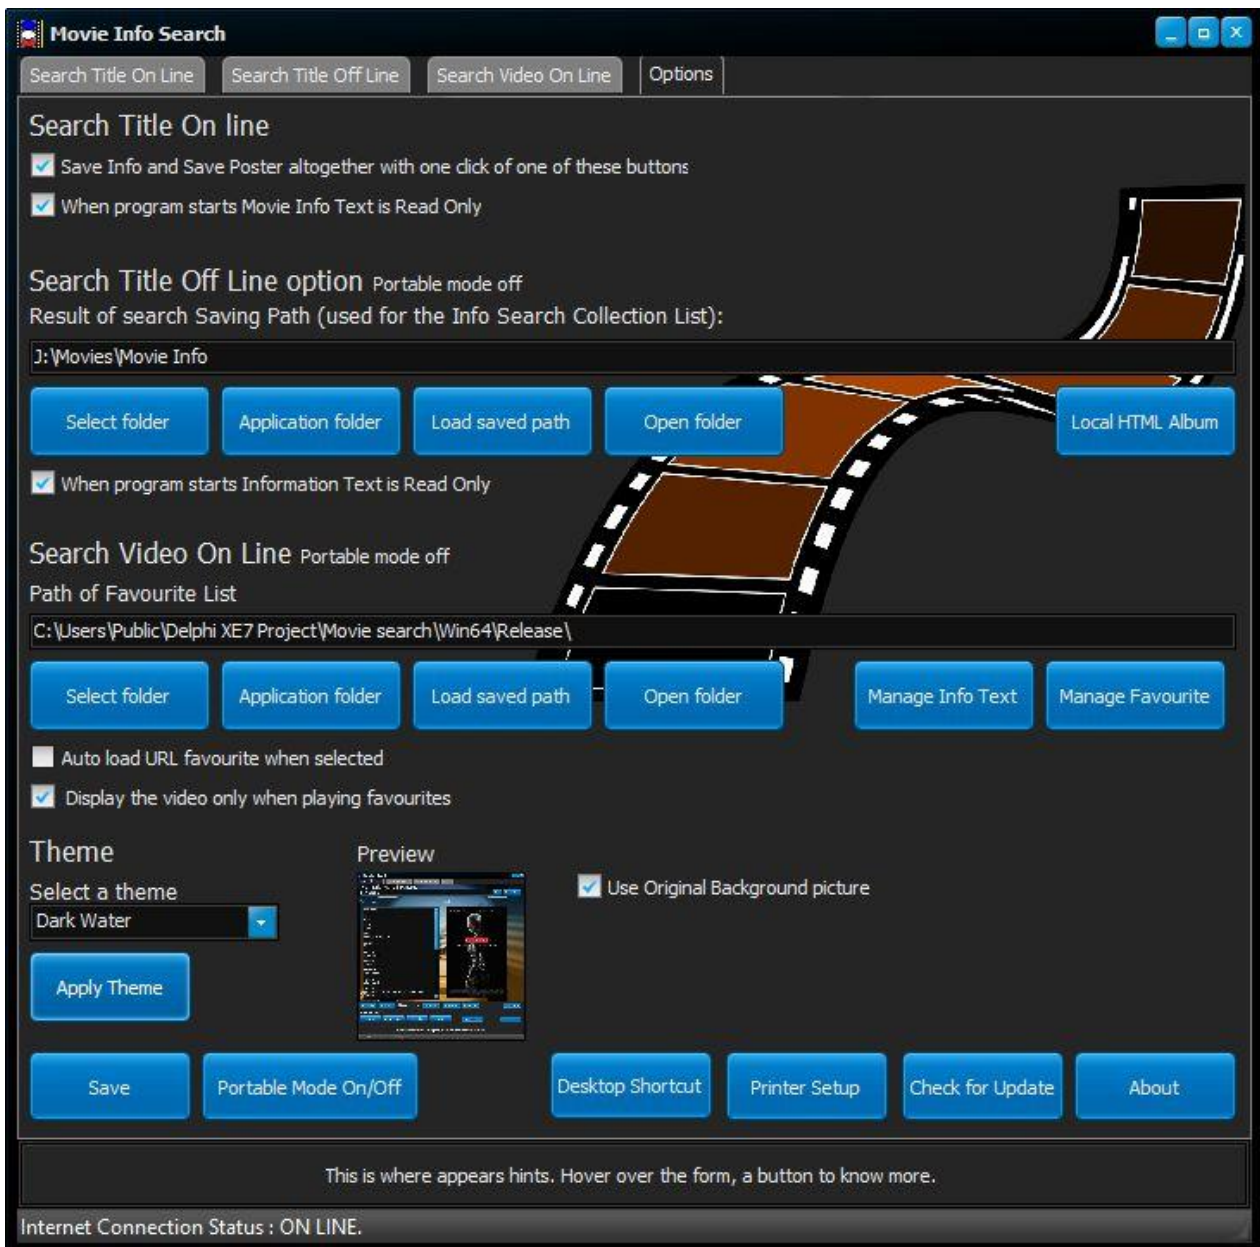 Movie Info Search
Search Title On Line Search Title Off Line Search Video On Line Options
Search Title On line
Save Info and Save Poster altogether with one click of one of these buttons
When program starts Movie Info Text is Read Only
Search Title Off Line option Portable mode off
Result of search Saving Path (used for the Info Search Collection List):
J:\Movies\Movie Info
Select folder Application folder Load saved path Open folder Local HTML Album
When program starts Information Text is Read Only
Search Video On Line Portable mode off
Path of Favourite List
C:\Users\Public\Delphi XE7 Project\Movie search\Win64\Release\
Select folder Application folder Load saved path Open folder Manage Info Text Manage Favourite
Auto load URL favourite when selected
Display the video only when playing favourites
Theme Preview
Select a theme Use Original Background picture
Dark Water
Apply Theme
Save Portable Mode On/Off Desktop Shortcut Printer Setup Check for Update About
This is where appears hints. Hover over the form, a button to know more.
Internet Connection Status : ON LINE.